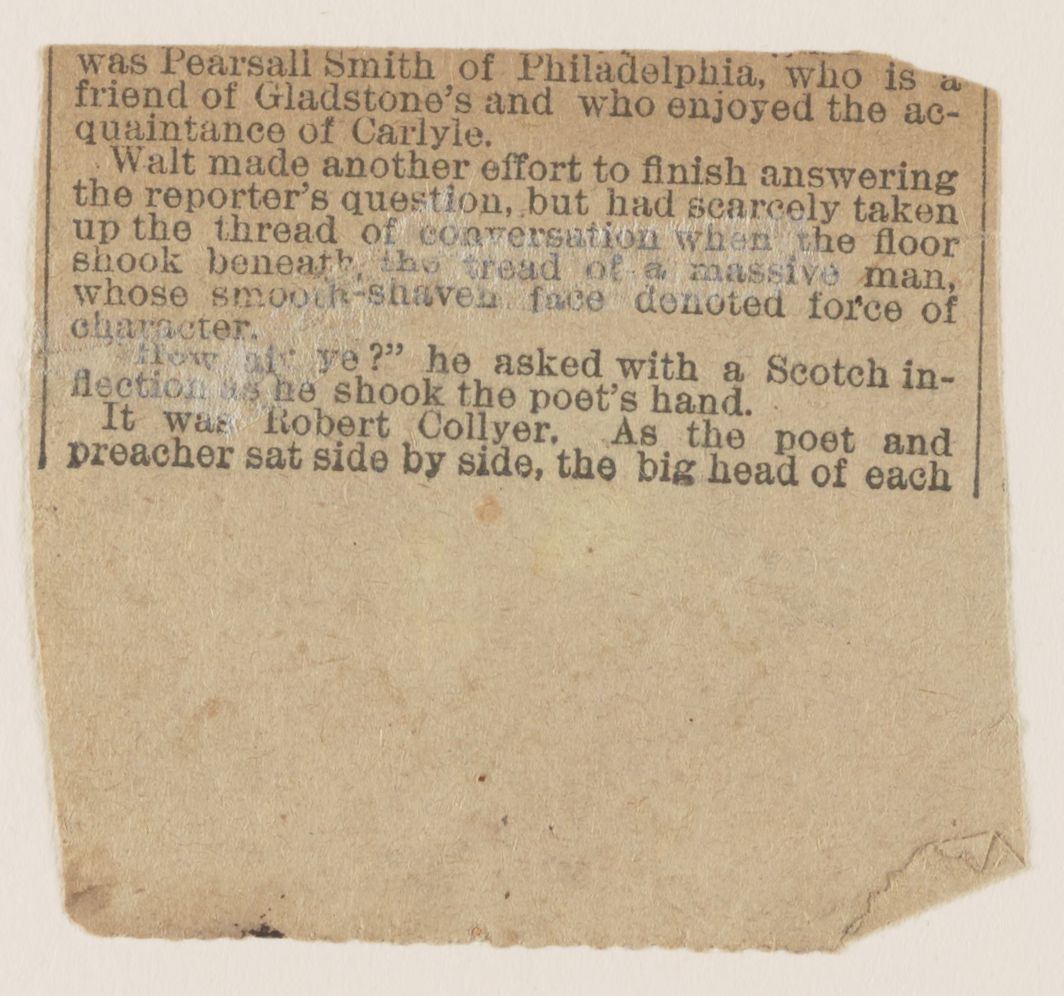 was Pearsall Smith of Philadelphia, who is a
friend of Gladstone's and who enjoyed the ac-
quaintance of Carlyle.
Walt made another effort to finish answering
the reporter's question, but had scarcely taken
up the thread of conversation when the floor
shook beneath the tread of a massive man,
whose smooth-shaven face denoted force of
character.
"How air ye?" he asked with a Scotch in-
flection as he shook the poet's hand.
It was Robert Collyer. As the poet and
preacher sat side by side, the big head of each